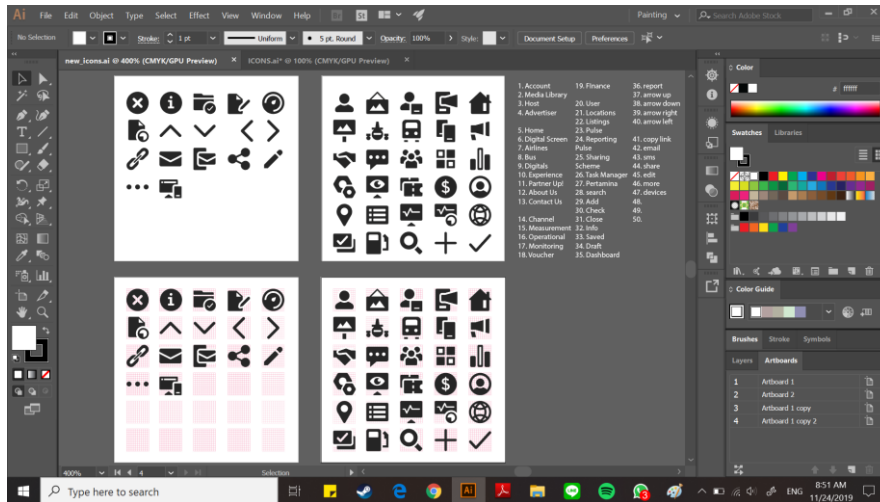 Ai File Edit Object Type Select Effect View Window Help Br St Painting Search Adobe Stock
No Selection Stroke: 1 pt Uniform 5 pt. Round Opacity: 100% Style: Document Setup Preferences
new_icons.ai @ 400% (CMYK/GPU Preview) × ICONS.ai* @ 100% (CMYK/GPU Preview) ×
1. Account
2. Media Library
3. Host
4. Advertiser
5. Home
6. Digital Screen
7. Airlines
8. Bus
9. Digitals
10. Experience
11. Partner Up!
12. About Us
13. Contact Us
14. Channel
15. Measurement
16. Operational
17. Monitoring
18. Voucher
19. Finance
20. User
21. Locations
22. Listings
23. Pulse
24. Reporting
Pulse
25. Sharing
Scheme
26. Task Manager
27. Pertamina
28. search
29. Add
30. Check
31. Close
32. Info
33. Saved
34. Draft
35. Dashboard
36. report
37. arrow up
38. arrow down
39. arrow right
40. arrow left
41. copy link
42. email
43. sms
44. share
45. edit
46. more
47. devices
48.
49.
50.
Color
# ffffff
Swatches Libraries
Color Guide
Brushes Stroke Symbols
Layers Artboards
1 Artboard 1
2 Artboard 2
3 Artboard 1 copy
4 Artboard 1 copy 2
400% 4 Selection
Type here to search
Ai
ENG
8:51 AM
11/24/2019